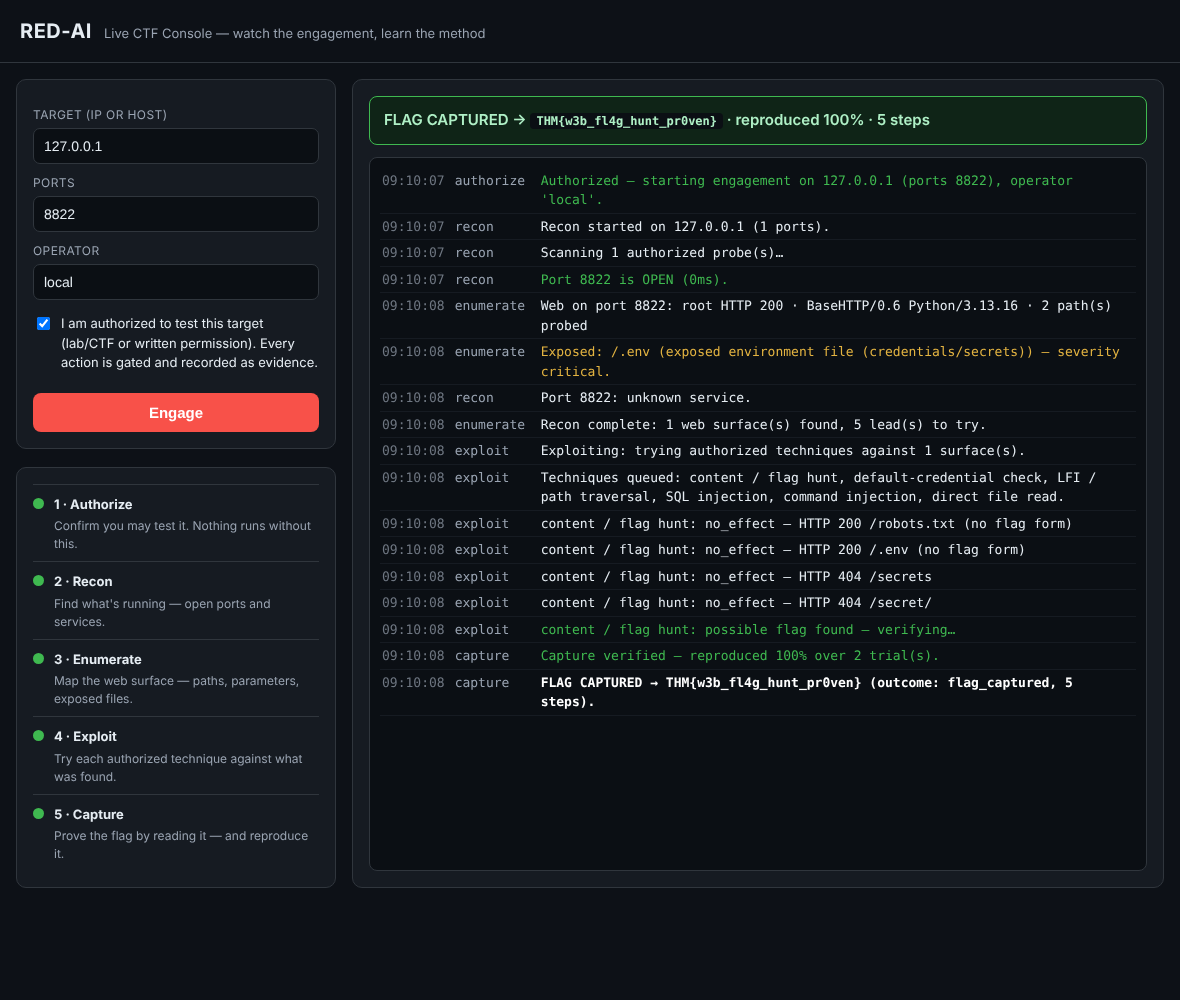 RED-AI Live CTF Console — watch the engagement, learn the method
TARGET (IP OR HOST)
127.0.0.1
PORTS
8822
OPERATOR
local
I am authorized to test this target
(lab/CTF or written permission). Every
action is gated and recorded as evidence.
Engage
1 · Authorize
Confirm you may test it. Nothing runs without
this.
2 · Recon
Find what's running — open ports and
services.
3 · Enumerate
Map the web surface — paths, parameters,
exposed files.
4 · Exploit
Try each authorized technique against what
was found.
5 · Capture
Prove the flag by reading it — and reproduce
it.
FLAG CAPTURED → THM{w3b_fl4g_hunt_pr0ven} · reproduced 100% · 5 steps
09:10:07 authorize Authorized — starting engagement on 127.0.0.1 (ports 8822), operator
'local'.
09:10:07 recon Recon started on 127.0.0.1 (1 ports).
09:10:07 recon Scanning 1 authorized probe(s)…
09:10:07 recon Port 8822 is OPEN (0ms).
09:10:08 enumerate Web on port 8822: root HTTP 200 · BaseHTTP/0.6 Python/3.13.16 · 2 path(s)
probed
09:10:08 enumerate Exposed: /.env (exposed environment file (credentials/secrets)) — severity
critical.
09:10:08 recon Port 8822: unknown service.
09:10:08 enumerate Recon complete: 1 web surface(s) found, 5 lead(s) to try.
09:10:08 exploit Exploiting: trying authorized techniques against 1 surface(s).
09:10:08 exploit Techniques queued: content / flag hunt, default-credential check, LFI /
path traversal, SQL injection, command injection, direct file read.
09:10:08 exploit content / flag hunt: no_effect — HTTP 200 /robots.txt (no flag form)
09:10:08 exploit content / flag hunt: no_effect — HTTP 200 /.env (no flag form)
09:10:08 exploit content / flag hunt: no_effect — HTTP 404 /secrets
09:10:08 exploit content / flag hunt: no_effect — HTTP 404 /secret/
09:10:08 exploit content / flag hunt: possible flag found — verifying…
09:10:08 capture Capture verified — reproduced 100% over 2 trial(s).
09:10:08 capture FLAG CAPTURED → THM{w3b_fl4g_hunt_pr0ven} (outcome: flag_captured, 5
steps).